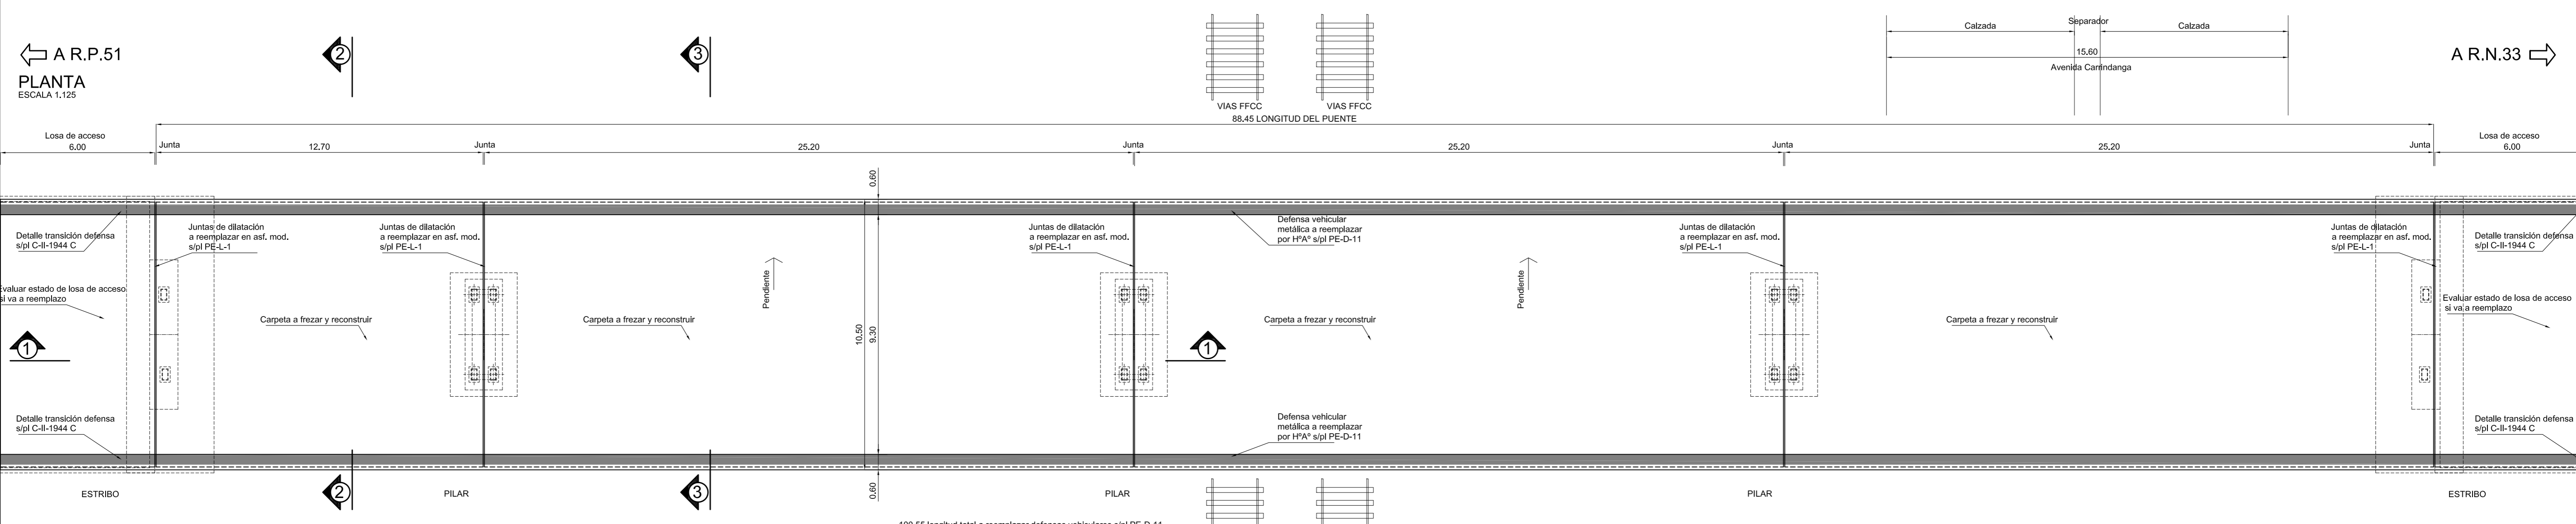 A R.P.51
PLANTA
ESCALA 1.125
2
3
VIAS FFCC
VIAS FFCC
Calzada
Separador
Calzada
15.60
Avenida Carrindanga
A R.N.33
88.45 LONGITUD DEL PUENTE
Losa de acceso
6.00
Junta
12.70
Junta
25.20
Junta
25.20
Junta
25.20
Junta
Losa de acceso
6.00
0.60
Detalle transición defensa
s/pl C-II-1944 C
Juntas de dilatación
a reemplazar en asf. mod.
s/pl PE-L-1
Juntas de dilatación
a reemplazar en asf. mod.
s/pl PE-L-1
Juntas de dilatación
a reemplazar en asf. mod.
s/pl PE-L-1
Defensa vehicular
metálica a reemplazar
por HºAº s/pl PE-D-11
Juntas de dilatación
a reemplazar en asf. mod.
s/pl PE-L-1
Juntas de dilatación
a reemplazar en asf. mod.
s/pl PE-L-1
Detalle transición defensa
s/pl C-II-1944 C
Pendiente
Pendiente
Evaluar estado de losa de acceso
si va a reemplazo
Carpeta a frezar y reconstruir
Carpeta a frezar y reconstruir
10.50
9.30
Carpeta a frezar y reconstruir
Carpeta a frezar y reconstruir
Evaluar estado de losa de acceso
si va a reemplazo
1
1
Detalle transición defensa
s/pl C-II-1944 C
Defensa vehicular
metálica a reemplazar
por HºAº s/pl PE-D-11
Detalle transición defensa
s/pl C-II-1944 C
ESTRIBO
2
PILAR
3
0.60
PILAR
PILAR
ESTRIBO
longitud total a reemplazar defensas vehiculares s/pl PE-D-11